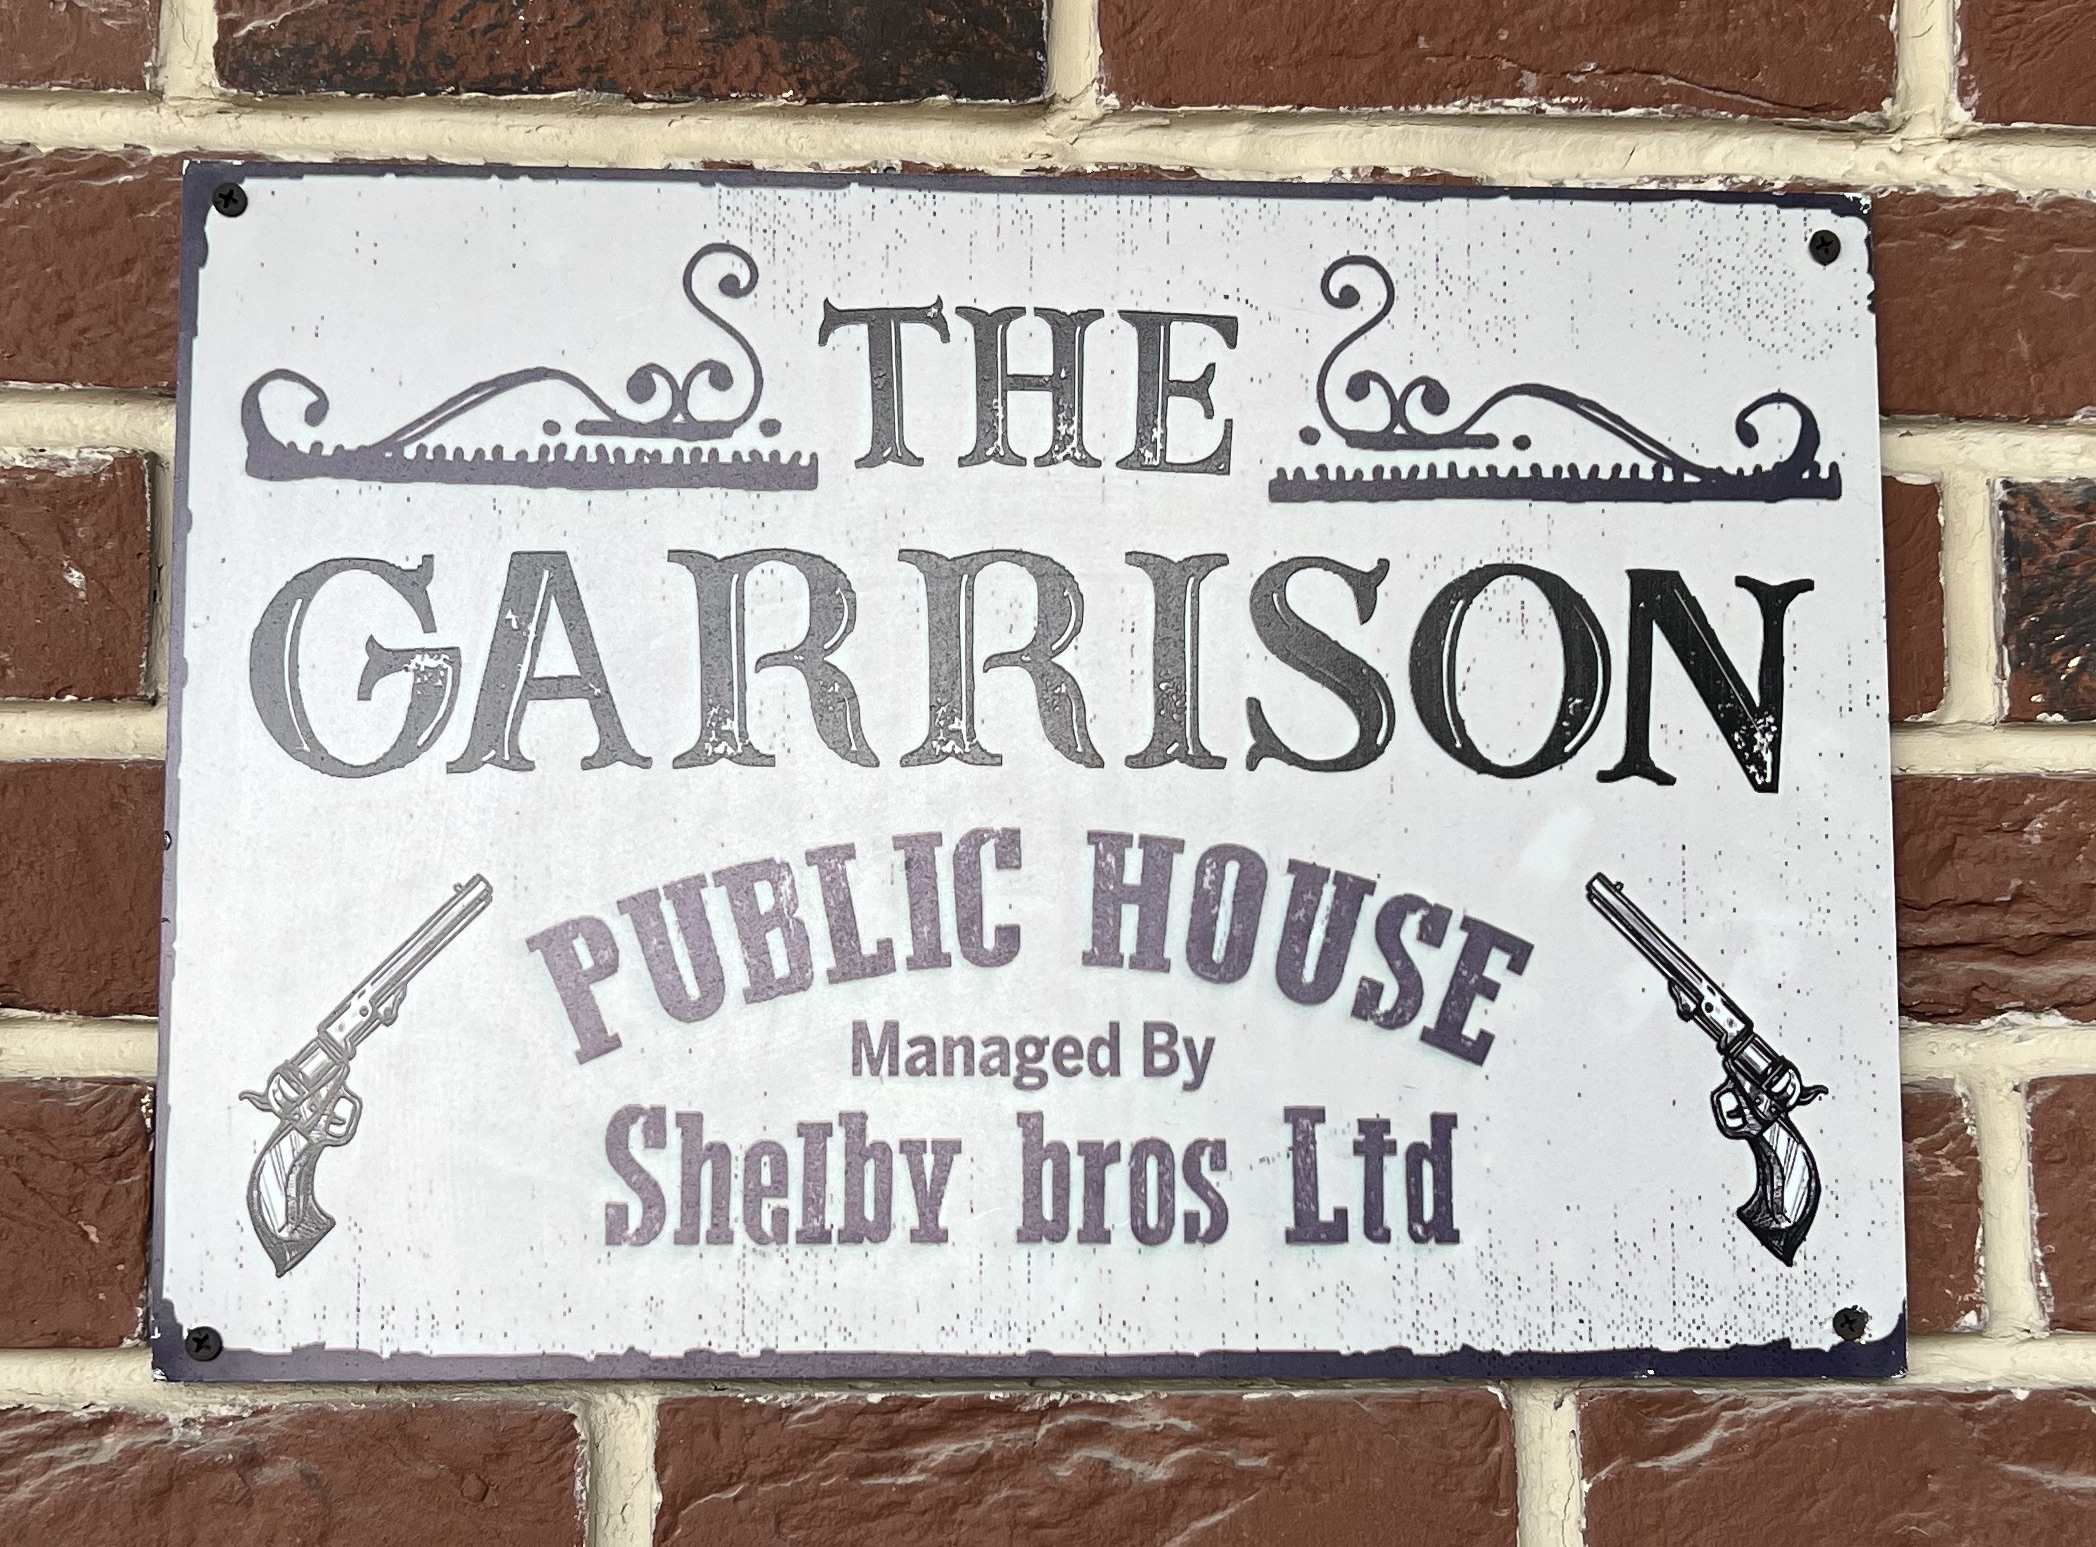 THE
GARRISON
PUBLIC HOUSE
Managed By
Shelby bros Ltd